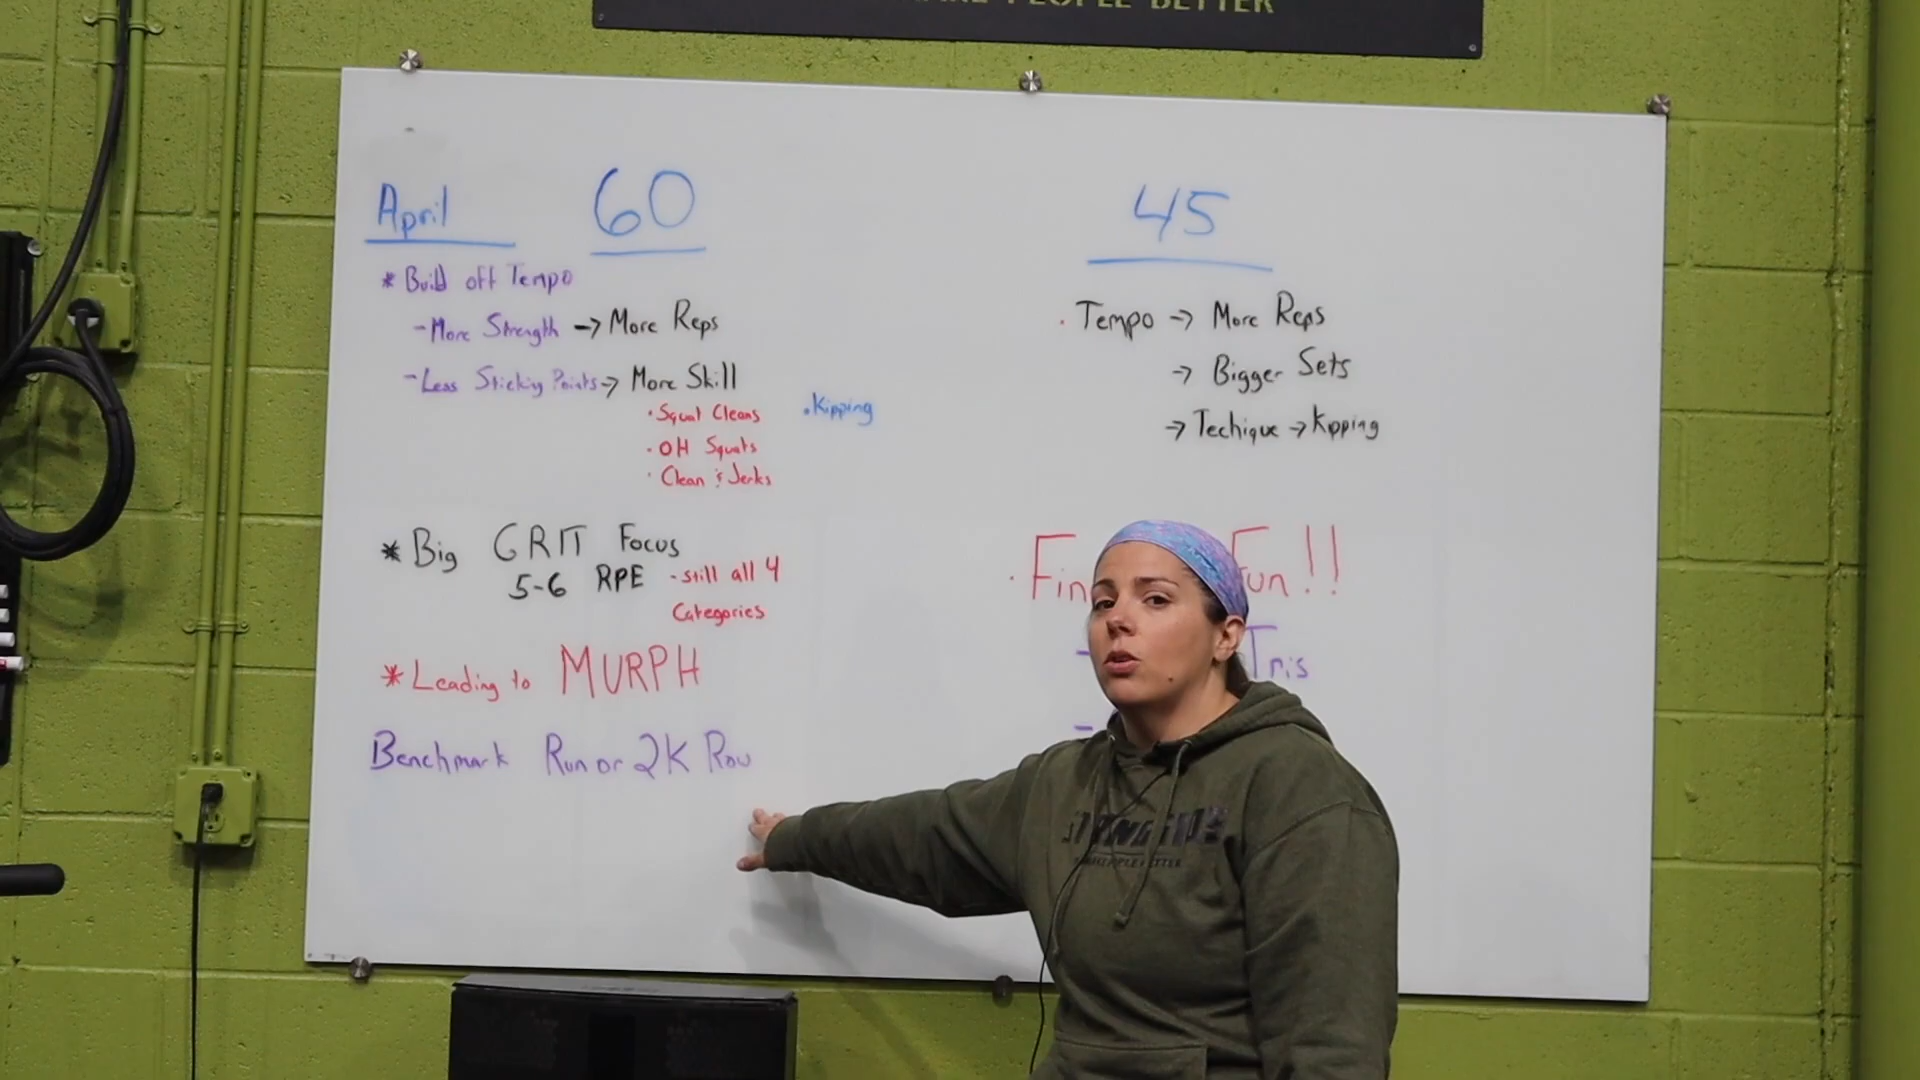 PEOPLE BETTER
April 60
* Build off Tempo
- More Strength -> More Reps
- Less Sticking Points -> More Skill
• Squat Cleans
• Kipping
- OH Squats
• Clean & Jerks
* Big GRIT Focus
5-6 RPE - still all 4
Categories
* Leading to MURPH
Benchmark Run or 2K Row
45
. Tempo -> More Reps
-> Bigger Sets
-> Techique -> Kipping
Fun!!
Tris